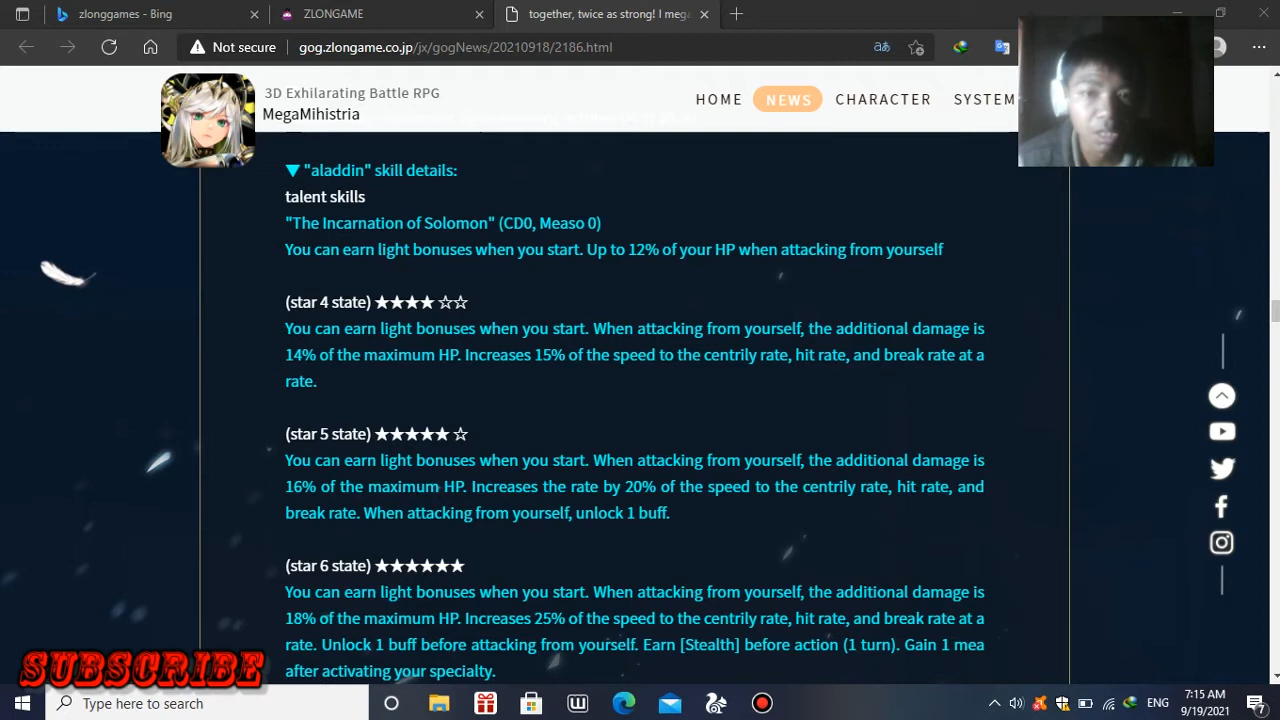 zlonggames - Bing
ZLONGAME
together, twice as strong! I mega
Not secure
gog.zlongame.co.jp/jx/gogNews/20210918/2186.html
3D Exhilarating Battle RPG
MegaMihistria
HOME NEWS CHARACTER SYSTEM
▼ "aladdin" skill details:
talent skills
"The Incarnation of Solomon" (CD0, Measo 0)
You can earn light bonuses when you start. Up to 12% of your HP when attacking from yourself
(star 4 state) ★★★★ ☆☆
You can earn light bonuses when you start. When attacking from yourself, the additional damage is
14% of the maximum HP. Increases 15% of the speed to the centrily rate, hit rate, and break rate at a
rate.
(star 5 state) ★★★★★ ☆
You can earn light bonuses when you start. When attacking from yourself, the additional damage is
16% of the maximum HP. Increases the rate by 20% of the speed to the centrily rate, hit rate, and
break rate. When attacking from yourself, unlock 1 buff.
(star 6 state) ★★★★★★
You can earn light bonuses when you start. When attacking from yourself, the additional damage is
18% of the maximum HP. Increases 25% of the speed to the centrily rate, hit rate, and break rate at a
rate. Unlock 1 buff before attacking from yourself. Earn [Stealth] before action (1 turn). Gain 1 mea
after activating your specialty.
SUBSCRIBE
Type here to search
ENG
7:15 AM
9/19/2021
7